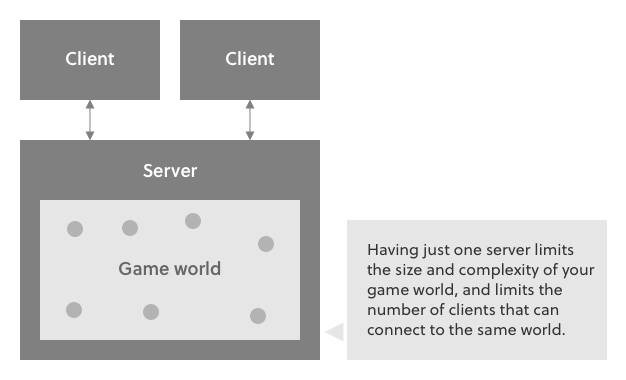 Client
Client
Server
Game world
Having just one server limits
the size and complexity of your
game world, and limits the
number of clients that can
connect to the same world.